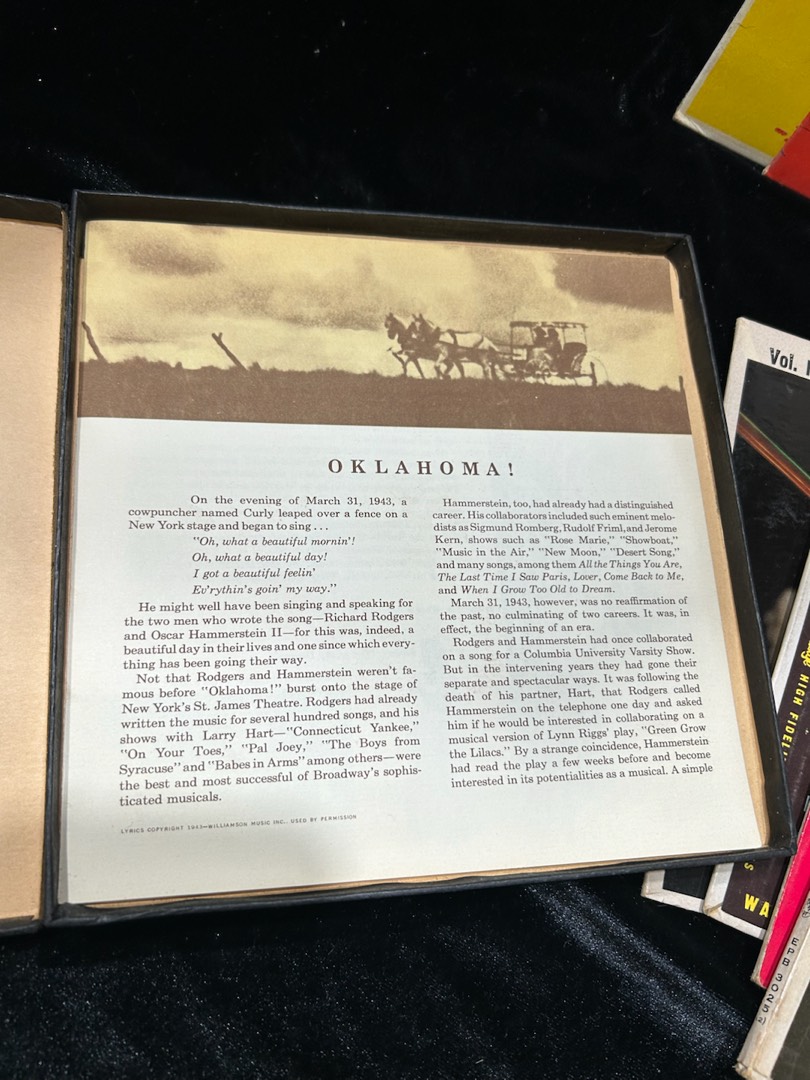 OKLAHOMA!
On the evening of March 31, 1943, a
cowpuncher named Curly leaped over a fence on a
New York stage and began to sing . . .
"Oh, what a beautiful mornin'!
Oh, what a beautiful day!
I got a beautiful feelin'
Ev'rythin's goin' my way."
He might well have been singing and speaking for
the two men who wrote the song—Richard Rodgers
and Oscar Hammerstein II—for this was, indeed, a
beautiful day in their lives and one since which every-
thing has been going their way.
Not that Rodgers and Hammerstein weren't fa-
mous before "Oklahoma!" burst onto the stage of
New York's St. James Theatre. Rodgers had already
written the music for several hundred songs, and his
shows with Larry Hart—"Connecticut Yankee,"
"On Your Toes," "Pal Joey," "The Boys from
Syracuse" and "Babes in Arms" among others—were
the best and most successful of Broadway's sophis-
ticated musicals.
LYRICS COPYRIGHT 1943—WILLIAMSON MUSIC INC., USED BY PERMISSION
Hammerstein, too, had already had a distinguished
career. His collaborators included such eminent melo-
dists as Sigmund Romberg, Rudolf Friml, and Jerome
Kern, shows such as "Rose Marie," "Showboat,"
"Music in the Air," "New Moon," "Desert Song,"
and many songs, among them All the Things You Are,
The Last Time I Saw Paris, Lover, Come Back to Me,
and When I Grow Too Old to Dream.
March 31, 1943, however, was no reaffirmation of
the past, no culminating of two careers. It was, in
effect, the beginning of an era.
Rodgers and Hammerstein had once collaborated
on a song for a Columbia University Varsity Show.
But in the intervening years they had gone their
separate and spectacular ways. It was following the
death of his partner, Hart, that Rodgers called
Hammerstein on the telephone one day and asked
him if he would be interested in collaborating on a
musical version of Lynn Riggs' play, "Green Grow
the Lilacs." By a strange coincidence, Hammerstein
had read the play a few weeks before and become
interested in its potentialities as a musical. A simple
Vol.
HIGH FIDEL
WA
EPB 3025